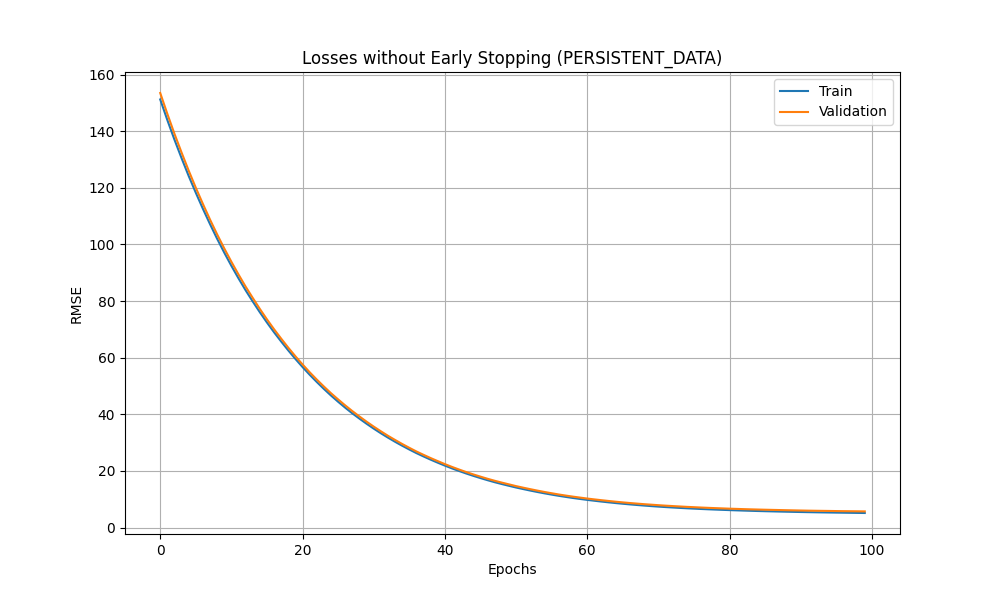 Losses without Early Stopping (PERSISTENT_DATA)
160
140
120
100
80
60
40
20
0
RMSE
Train
Validation
0 20 40 60 80 100
Epochs